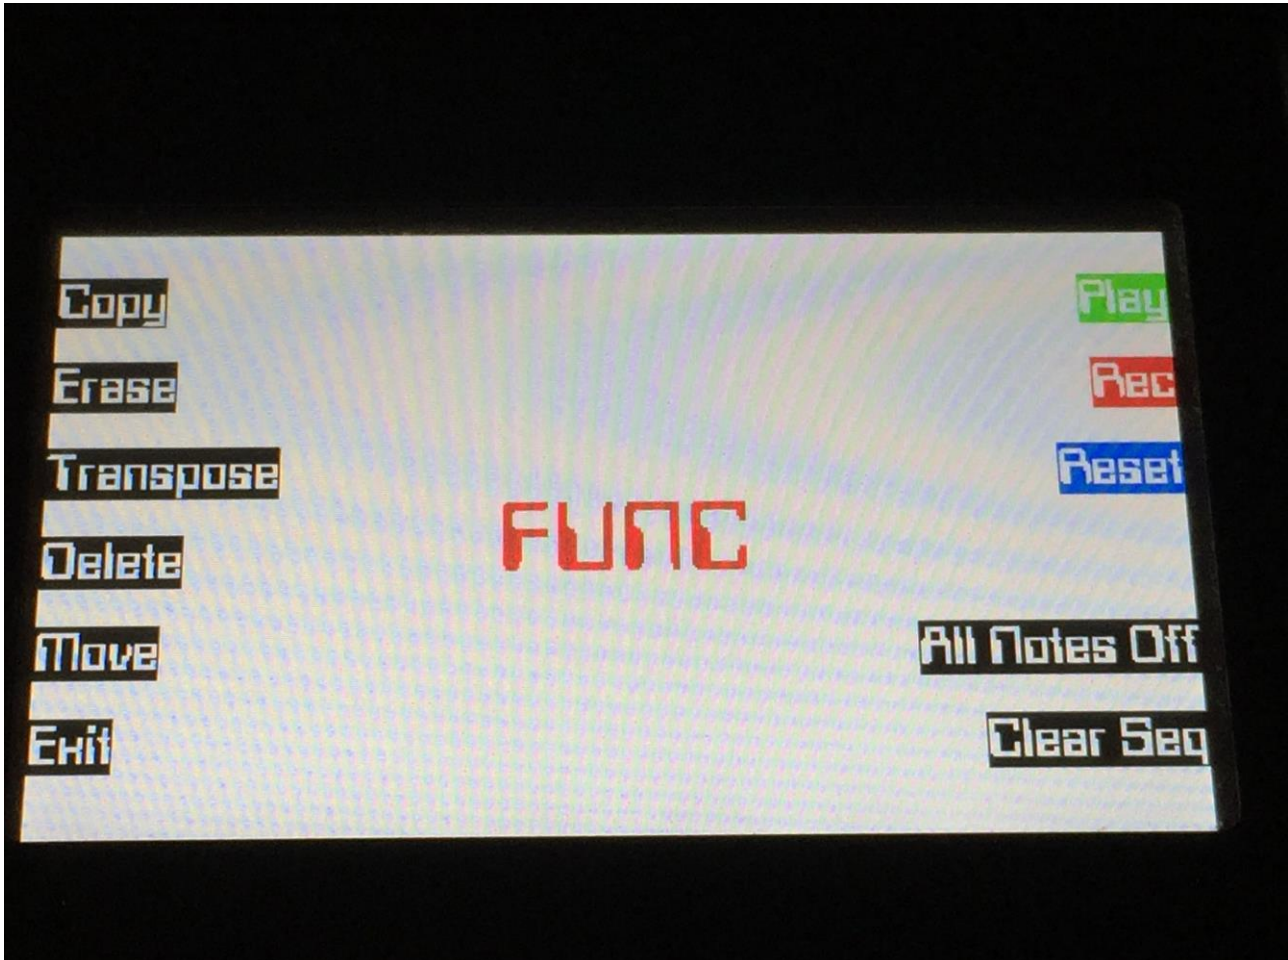 Copy
Erase
Transpose
Delete
Move
Exit
FUNC
Play
Rec
Reset
All Notes Off
Clear Seq